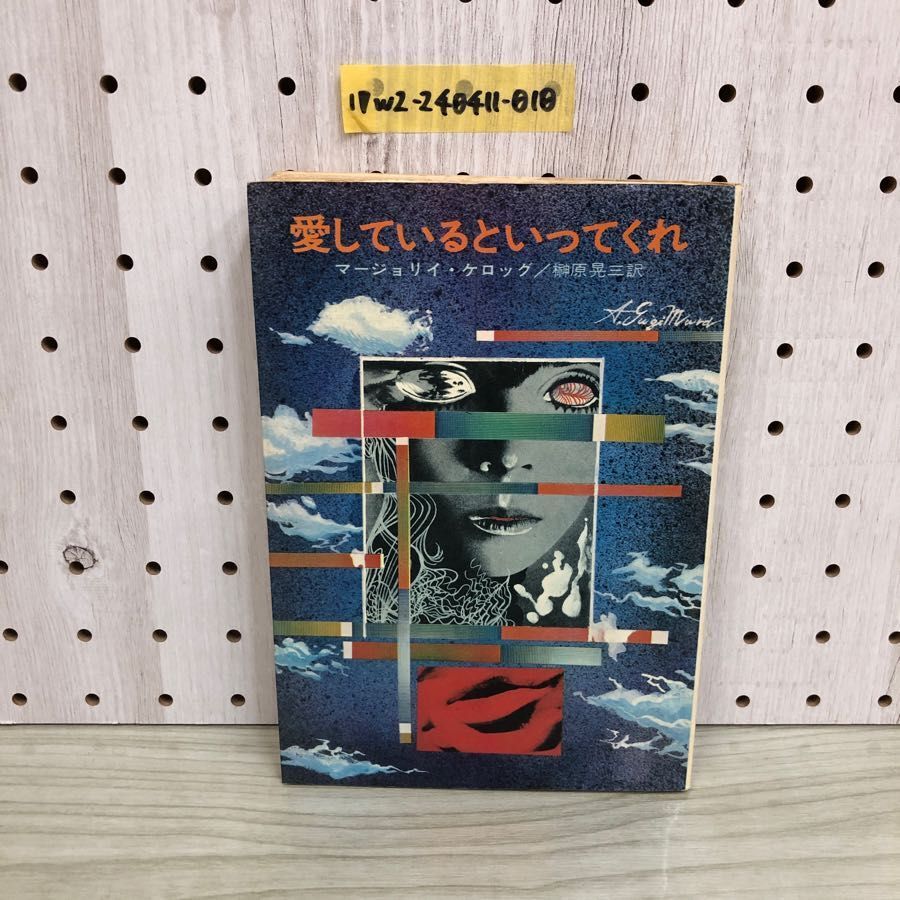 1Pw2-240411-010
愛しているといってくれ
マージョリイ・ケロッグ／榊原晃三訳